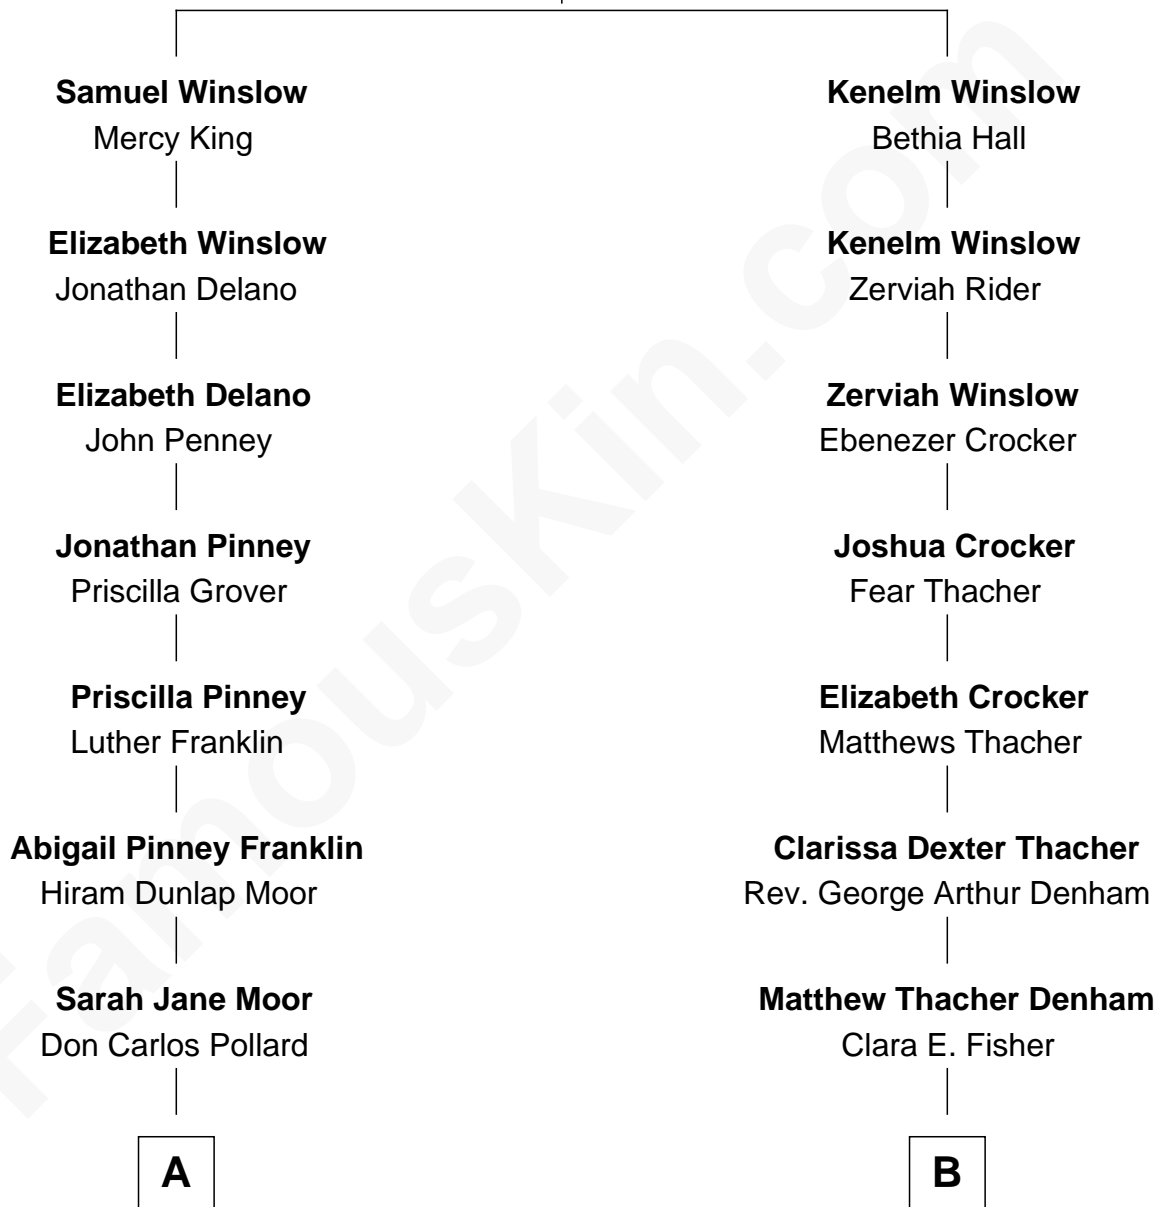 Samuel Winslow
Mercy King
Kenelm Winslow
Bethia Hall
Elizabeth Winslow
Jonathan Delano
Kenelm Winslow
Zerviah Rider
Elizabeth Delano
John Penney
Zerviah Winslow
Ebenezer Crocker
Jonathan Pinney
Priscilla Grover
Joshua Crocker
Fear Thacher
Priscilla Pinney
Luther Franklin
Elizabeth Crocker
Matthews Thacher
Abigail Pinney Franklin
Hiram Dunlap Moor
Clarissa Dexter Thacher
Rev. George Arthur Denham
Sarah Jane Moor
Don Carlos Pollard
Matthew Thacher Denham
Clara E. Fisher
A
B
FamousKin.com